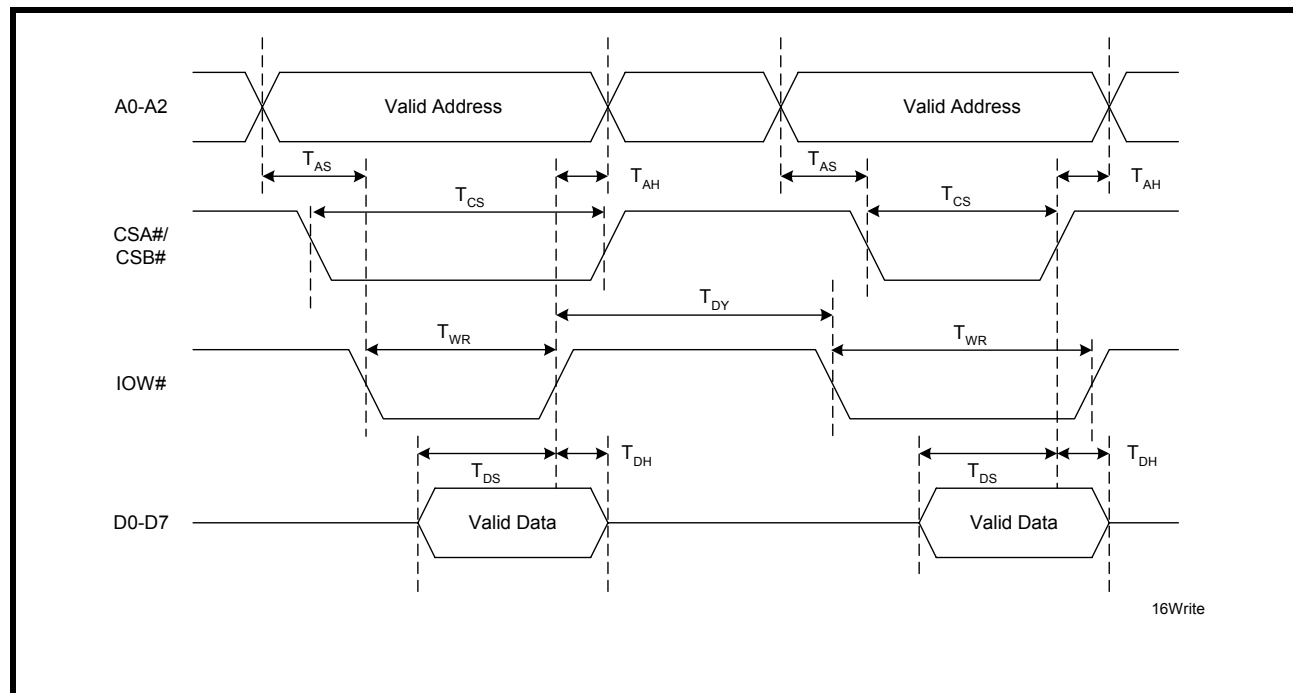 A0-A2
Valid Address
Valid Address
TAS
TAH
TAS
TAH
TCS
TCS
CSA#/
CSB#
TDY
TWR
TWR
IOW#
TDS
TDH
TDS
TDH
D0-D7
Valid Data
Valid Data
16Write